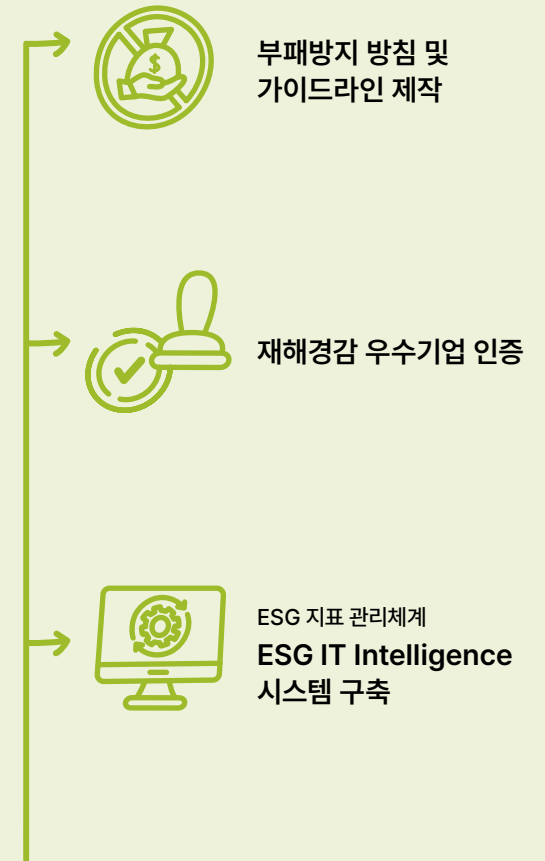 부패방지 방침 및
가이드라인 제작
재해경감 우수기업 인증
ESG 지표 관리체계
ESG IT Intelligence
시스템 구축